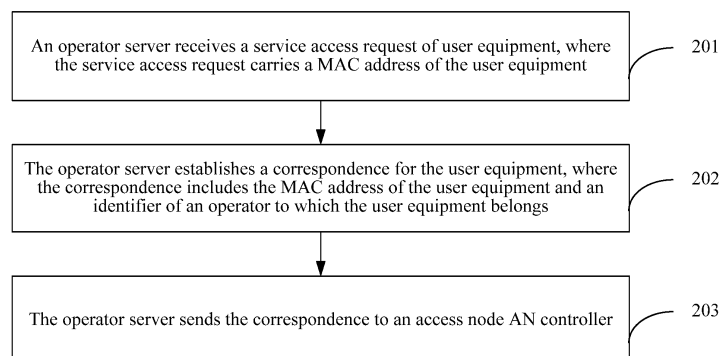 An operator server receives a service access request of user equipment, where
the service access request carries a MAC address of the user equipment
201
The operator server establishes a correspondence for the user equipment, where
the correspondence includes the MAC address of the user equipment and an
identifier of an operator to which the user equipment belongs
202
The operator server sends the correspondence to an access node AN controller
203